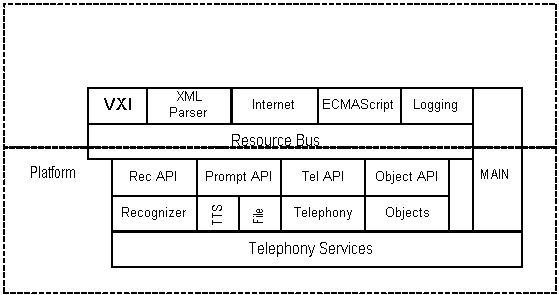 VXI
XML
Parser
Internet
ECMAScript
Logging
Resource Bus
Platform
Rec API
Prompt API
Tel API
Object API
MAIN
Recognizer
TTS
File
Telephony
Objects
Telephony Services